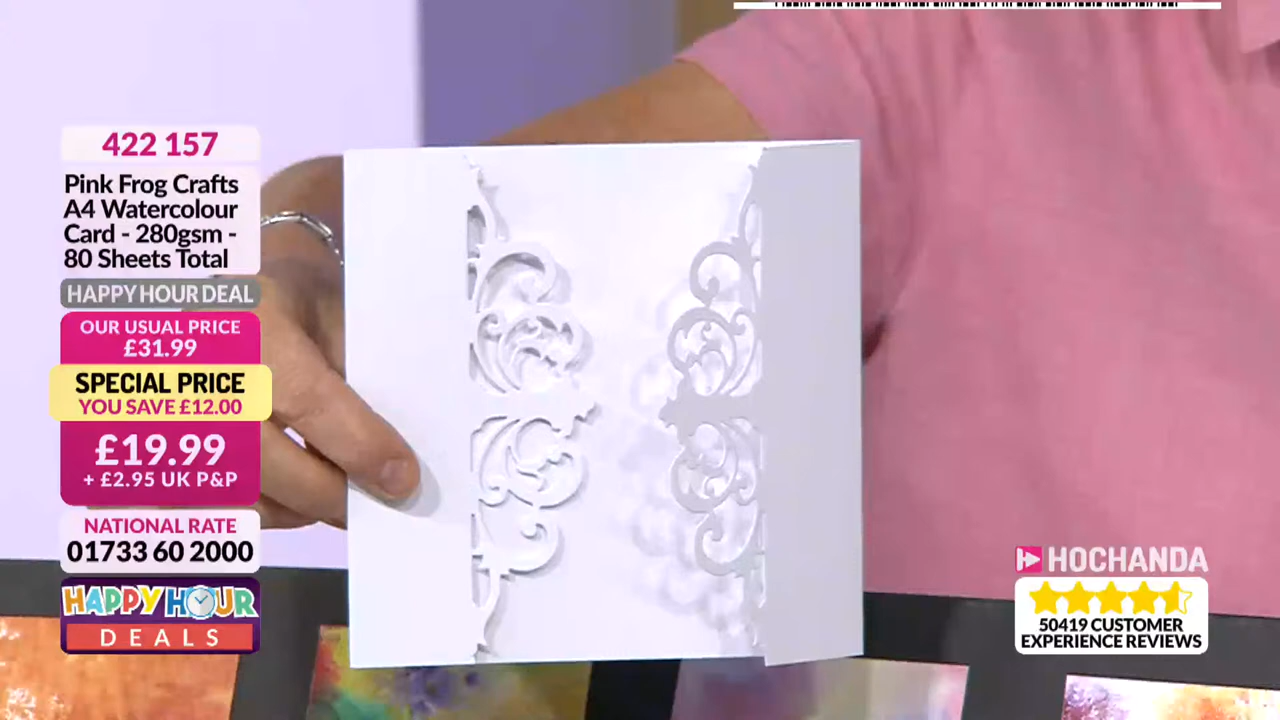 422 157
Pink Frog Crafts
A4 Watercolour
Card - 280gsm -
80 Sheets Total
HAPPY HOUR DEAL
OUR USUAL PRICE
£31.99
SPECIAL PRICE
YOU SAVE £12.00
£19.99
+ £2.95 UK P&P
NATIONAL RATE
01733 60 2000
HAPPY HOUR
DEALS
HOCHANDA
50419 CUSTOMER
EXPERIENCE REVIEWS